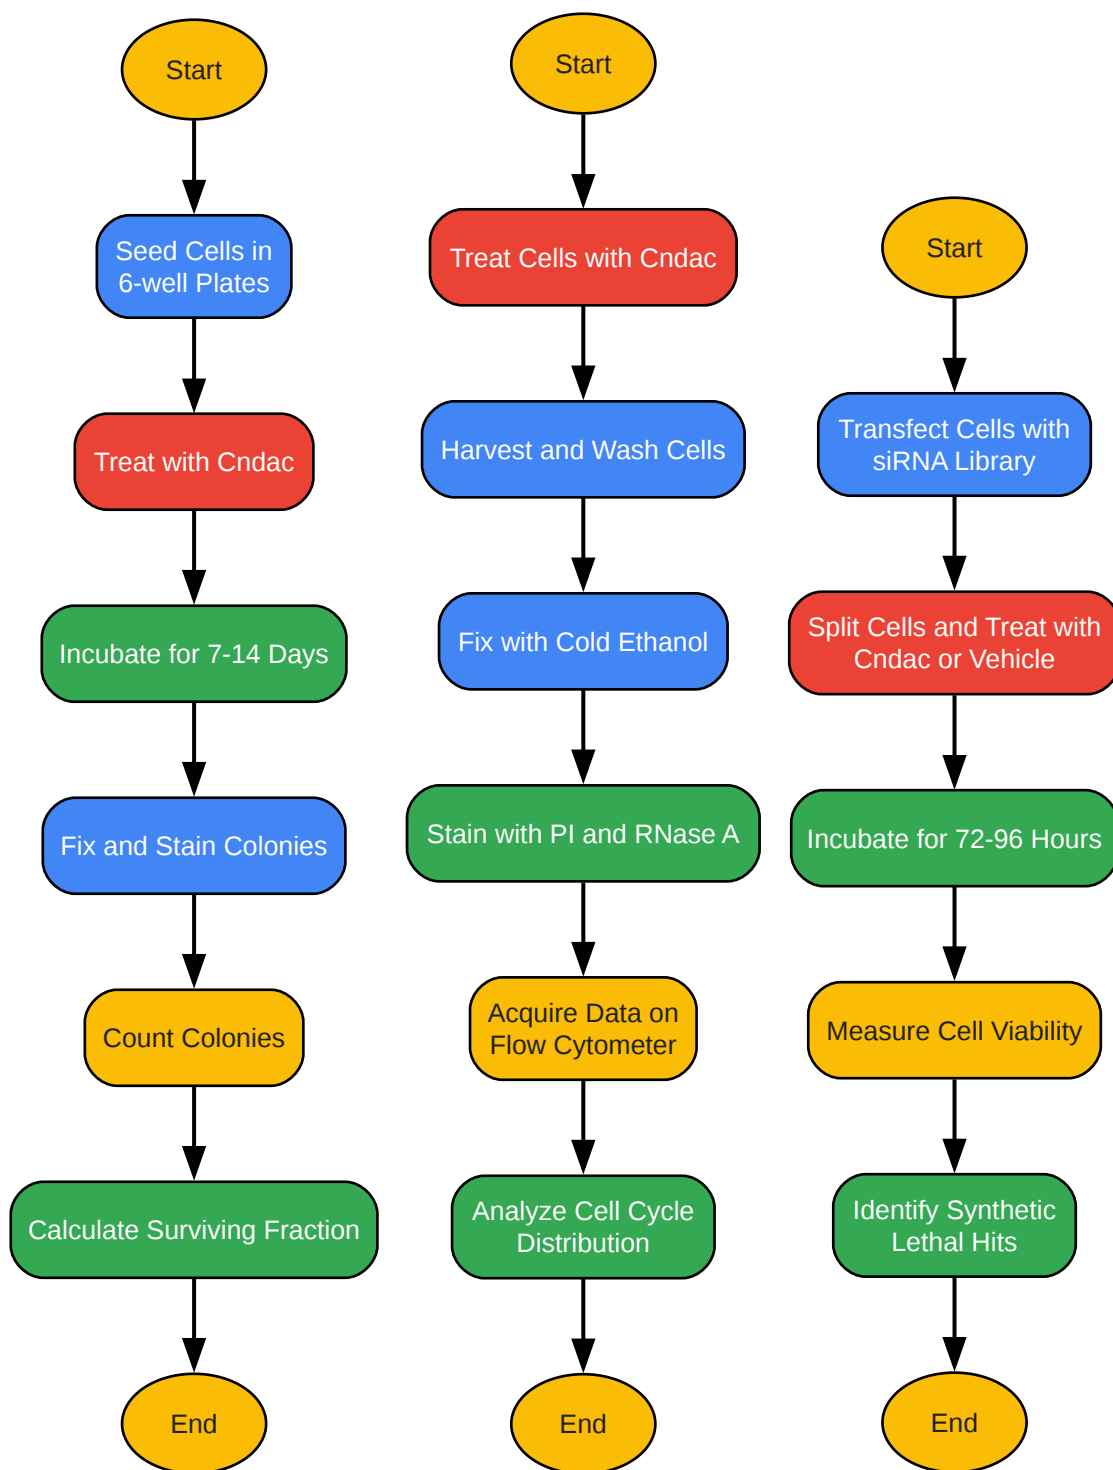 Start
Seed Cells in
6-well Plates
Treat with Cndac
Incubate for 7-14 Days
Fix and Stain Colonies
Count Colonies
Calculate Surviving Fraction
End
Start
Treat Cells with Cndac
Harvest and Wash Cells
Fix with Cold Ethanol
Stain with PI and RNase A
Acquire Data on
Flow Cytometer
Analyze Cell Cycle
Distribution
End
Start
Transfect Cells with
siRNA Library
Split Cells and Treat with
Cndac or Vehicle
Incubate for 72-96 Hours
Measure Cell Viability
Identify Synthetic
Lethal Hits
End